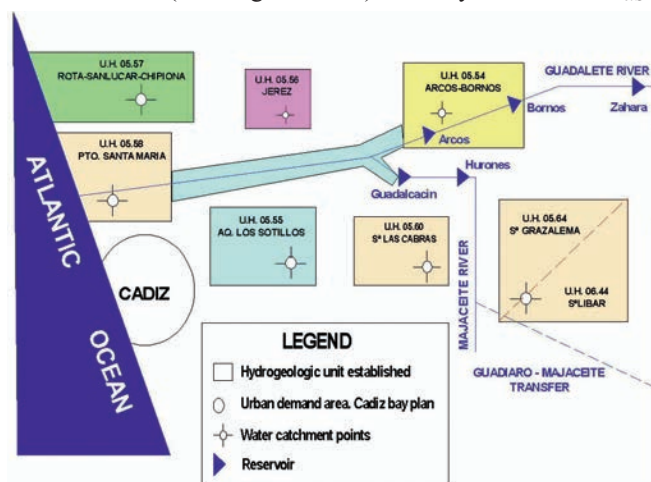 U.H. 05.57
ROTA-SANLUCAR-CHIPIONA
U.H. 05.56
JEREZ
U.H. 05.54
ARCOS-BORNOS
GUADALETE RIVER
Bornos
Zahara
Arcos
U.H. 05.58
PTO. SANTA MARIA
Hurones
Guadalcacin
ATLANTIC
OCEAN
U.H. 05.55
AQ. LOS SOTILLOS
U.H. 05.60
Sª LAS CABRAS
U.H. 05.64
Sª GRAZALEMA
U.H. 06.44
SªLIBAR
MAJACEITE RIVER
CADIZ
GUADIARO - MAJACEITE
TRANSFER
LEGEND
Hydrogeologic unit established
Urban demand area. Cadiz bay plan
Water catchment points
Reservoir